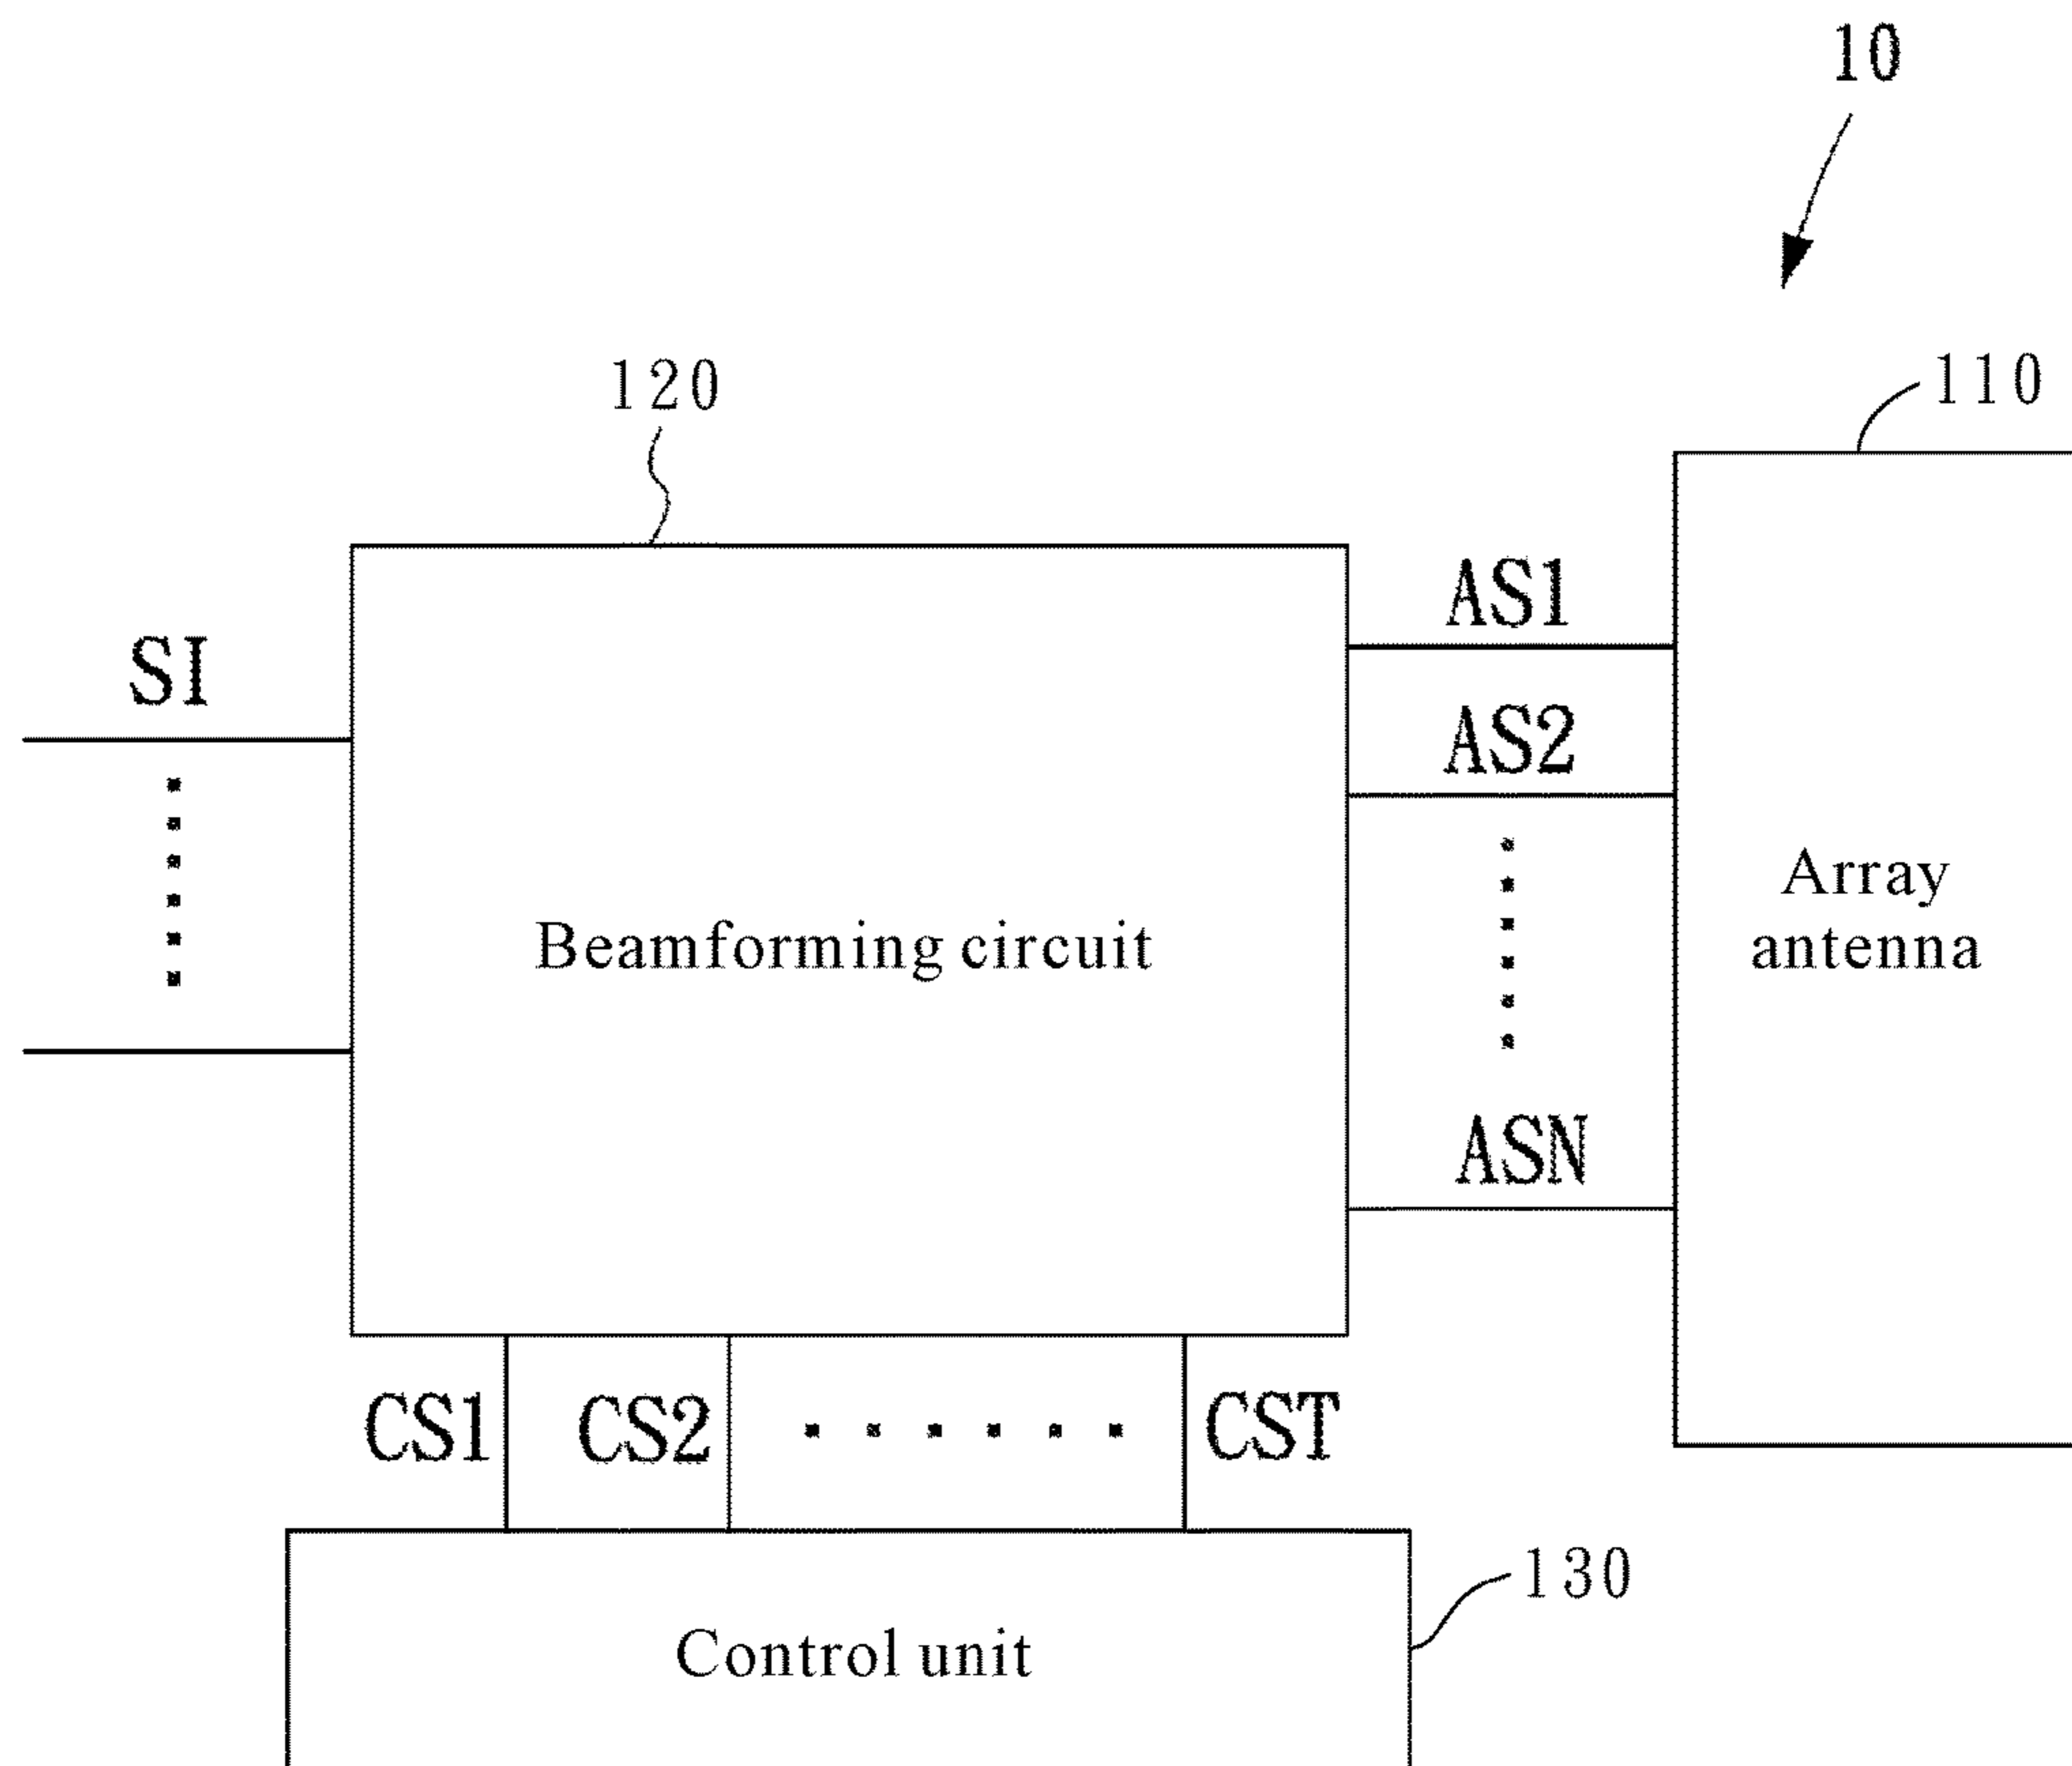 10
120
110
SI
AS1
AS2
Array
antenna
Beamforming circuit
ASN
CS1
CS2
CST
130
Control unit